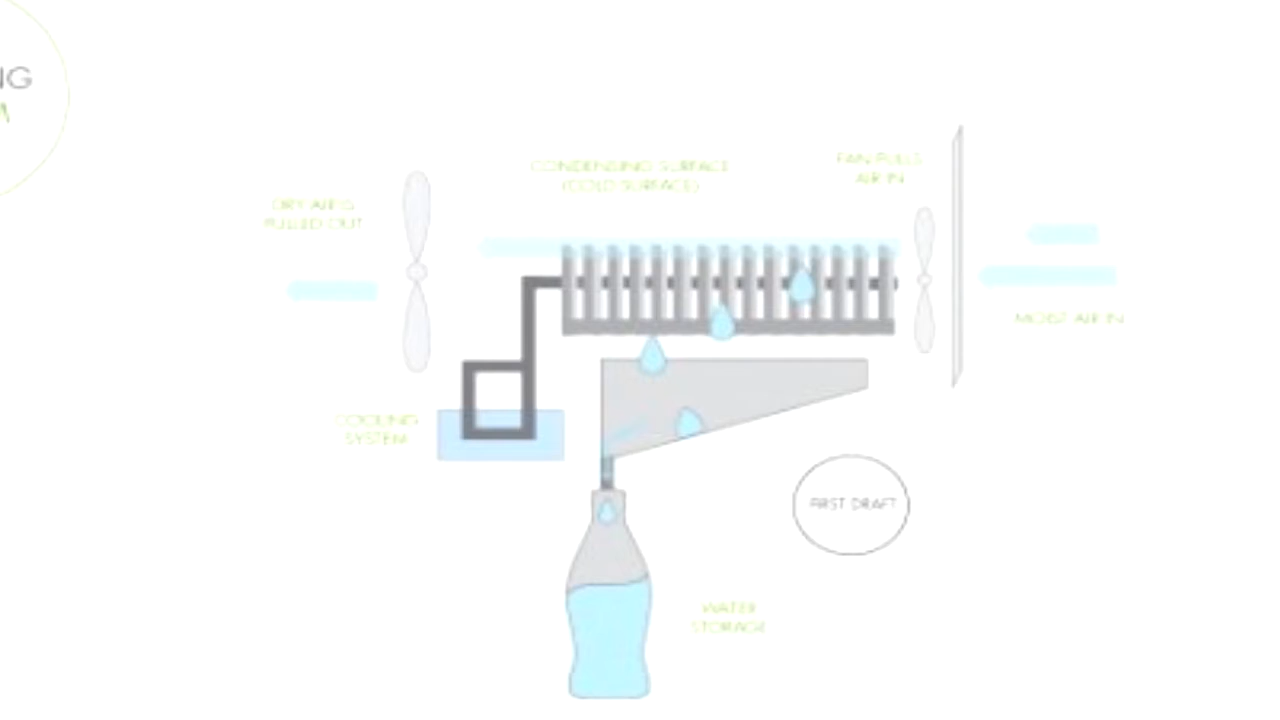 NG
FAN PULLS
AIR IN
CONDENSING SURFACE
(COLD SURFACE)
DRY AIR IS
PULLED OUT
MOIST AIR IN
COOLING
SYSTEM
FIRST DRAFT
WATER
STORAGE